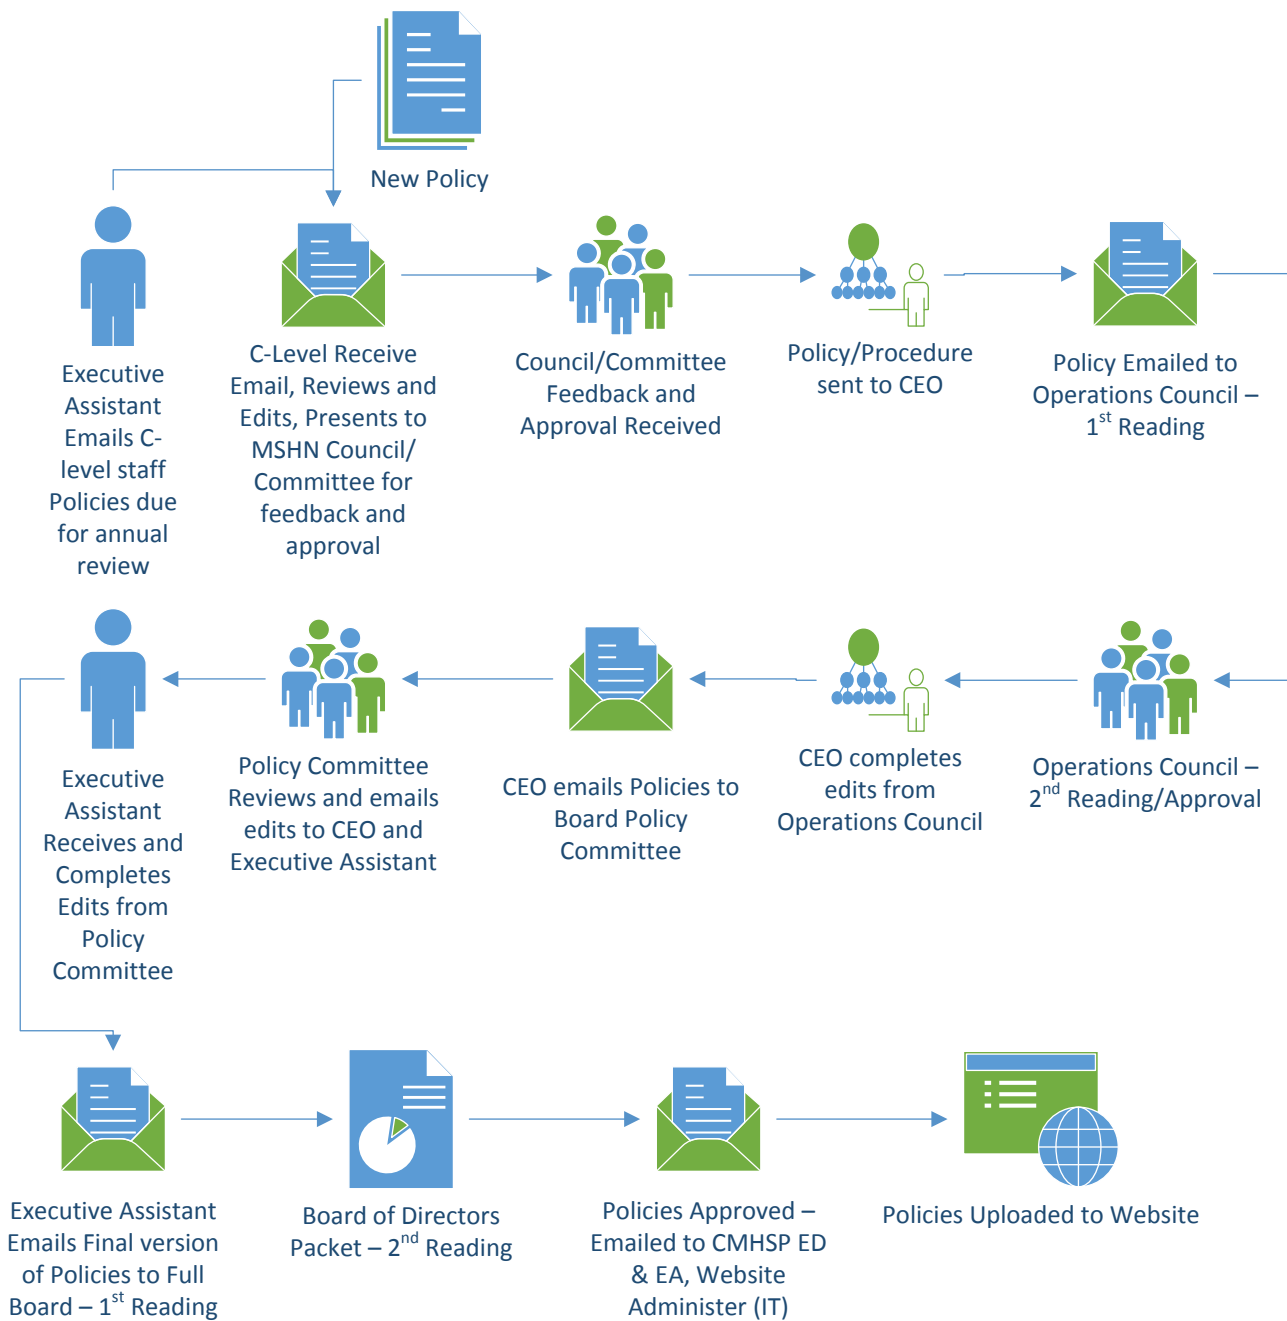 New Policy
Executive
Assistant
Emails C-
level staff
Policies due
for annual
review
C-Level Receive
Email, Reviews and
Edits, Presents to
MSHN Council/
Committee for
feedback and
approval
Council/Committee
Feedback and
Approval Received
Policy/Procedure
sent to CEO
Policy Emailed to
Operations Council –
1st Reading
Executive
Assistant
Receives and
Completes
Edits from
Policy
Committee
Policy Committee
Reviews and emails
edits to CEO and
Executive Assistant
CEO emails Policies to
Board Policy
Committee
CEO completes
edits from
Operations Council
Operations Council –
2nd Reading/Approval
Executive Assistant
Emails Final version
of Policies to Full
Board – 1st Reading
Board of Directors
Packet – 2nd Reading
Policies Approved –
Emailed to CMHSP ED
& EA, Website
Administer (IT)
Policies Uploaded to Website